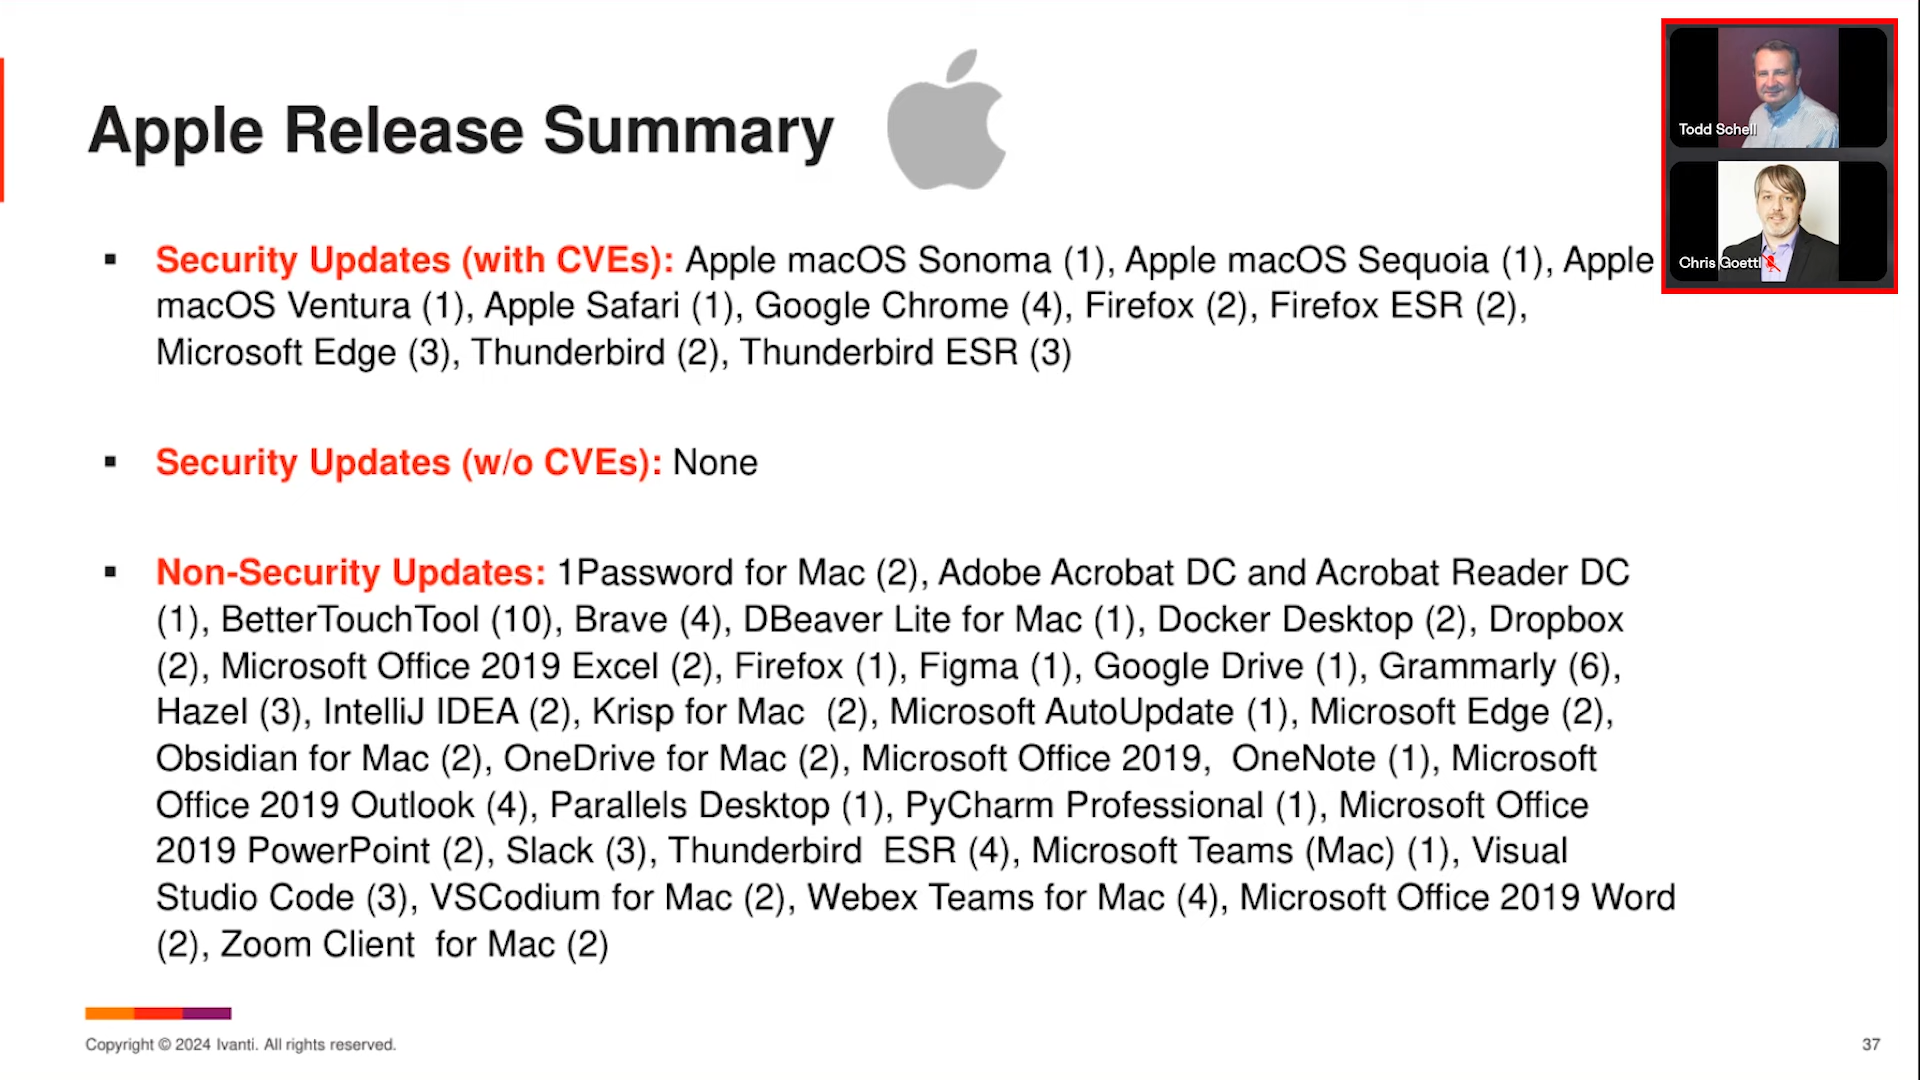 Apple Release Summary
Todd Schell
Chris Goettl
▪ Security Updates (with CVEs): Apple macOS Sonoma (1), Apple macOS Sequoia (1), Apple
macOS Ventura (1), Apple Safari (1), Google Chrome (4), Firefox (2), Firefox ESR (2),
Microsoft Edge (3), Thunderbird (2), Thunderbird ESR (3)
▪ Security Updates (w/o CVEs): None
▪ Non-Security Updates: 1Password for Mac (2), Adobe Acrobat DC and Acrobat Reader DC
(1), BetterTouchTool (10), Brave (4), DBeaver Lite for Mac (1), Docker Desktop (2), Dropbox
(2), Microsoft Office 2019 Excel (2), Firefox (1), Figma (1), Google Drive (1), Grammarly (6),
Hazel (3), IntelliJ IDEA (2), Krisp for Mac  (2), Microsoft AutoUpdate (1), Microsoft Edge (2),
Obsidian for Mac (2), OneDrive for Mac (2), Microsoft Office 2019,  OneNote (1), Microsoft
Office 2019 Outlook (4), Parallels Desktop (1), PyCharm Professional (1), Microsoft Office
2019 PowerPoint (2), Slack (3), Thunderbird  ESR (4), Microsoft Teams (Mac) (1), Visual
Studio Code (3), VSCodium for Mac (2), Webex Teams for Mac (4), Microsoft Office 2019 Word
(2), Zoom Client  for Mac (2)
Copyright © 2024 Ivanti. All rights reserved.
37